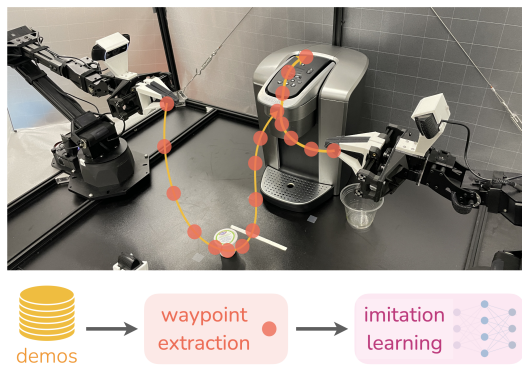 demos
waypoint
extraction
imitation
learning